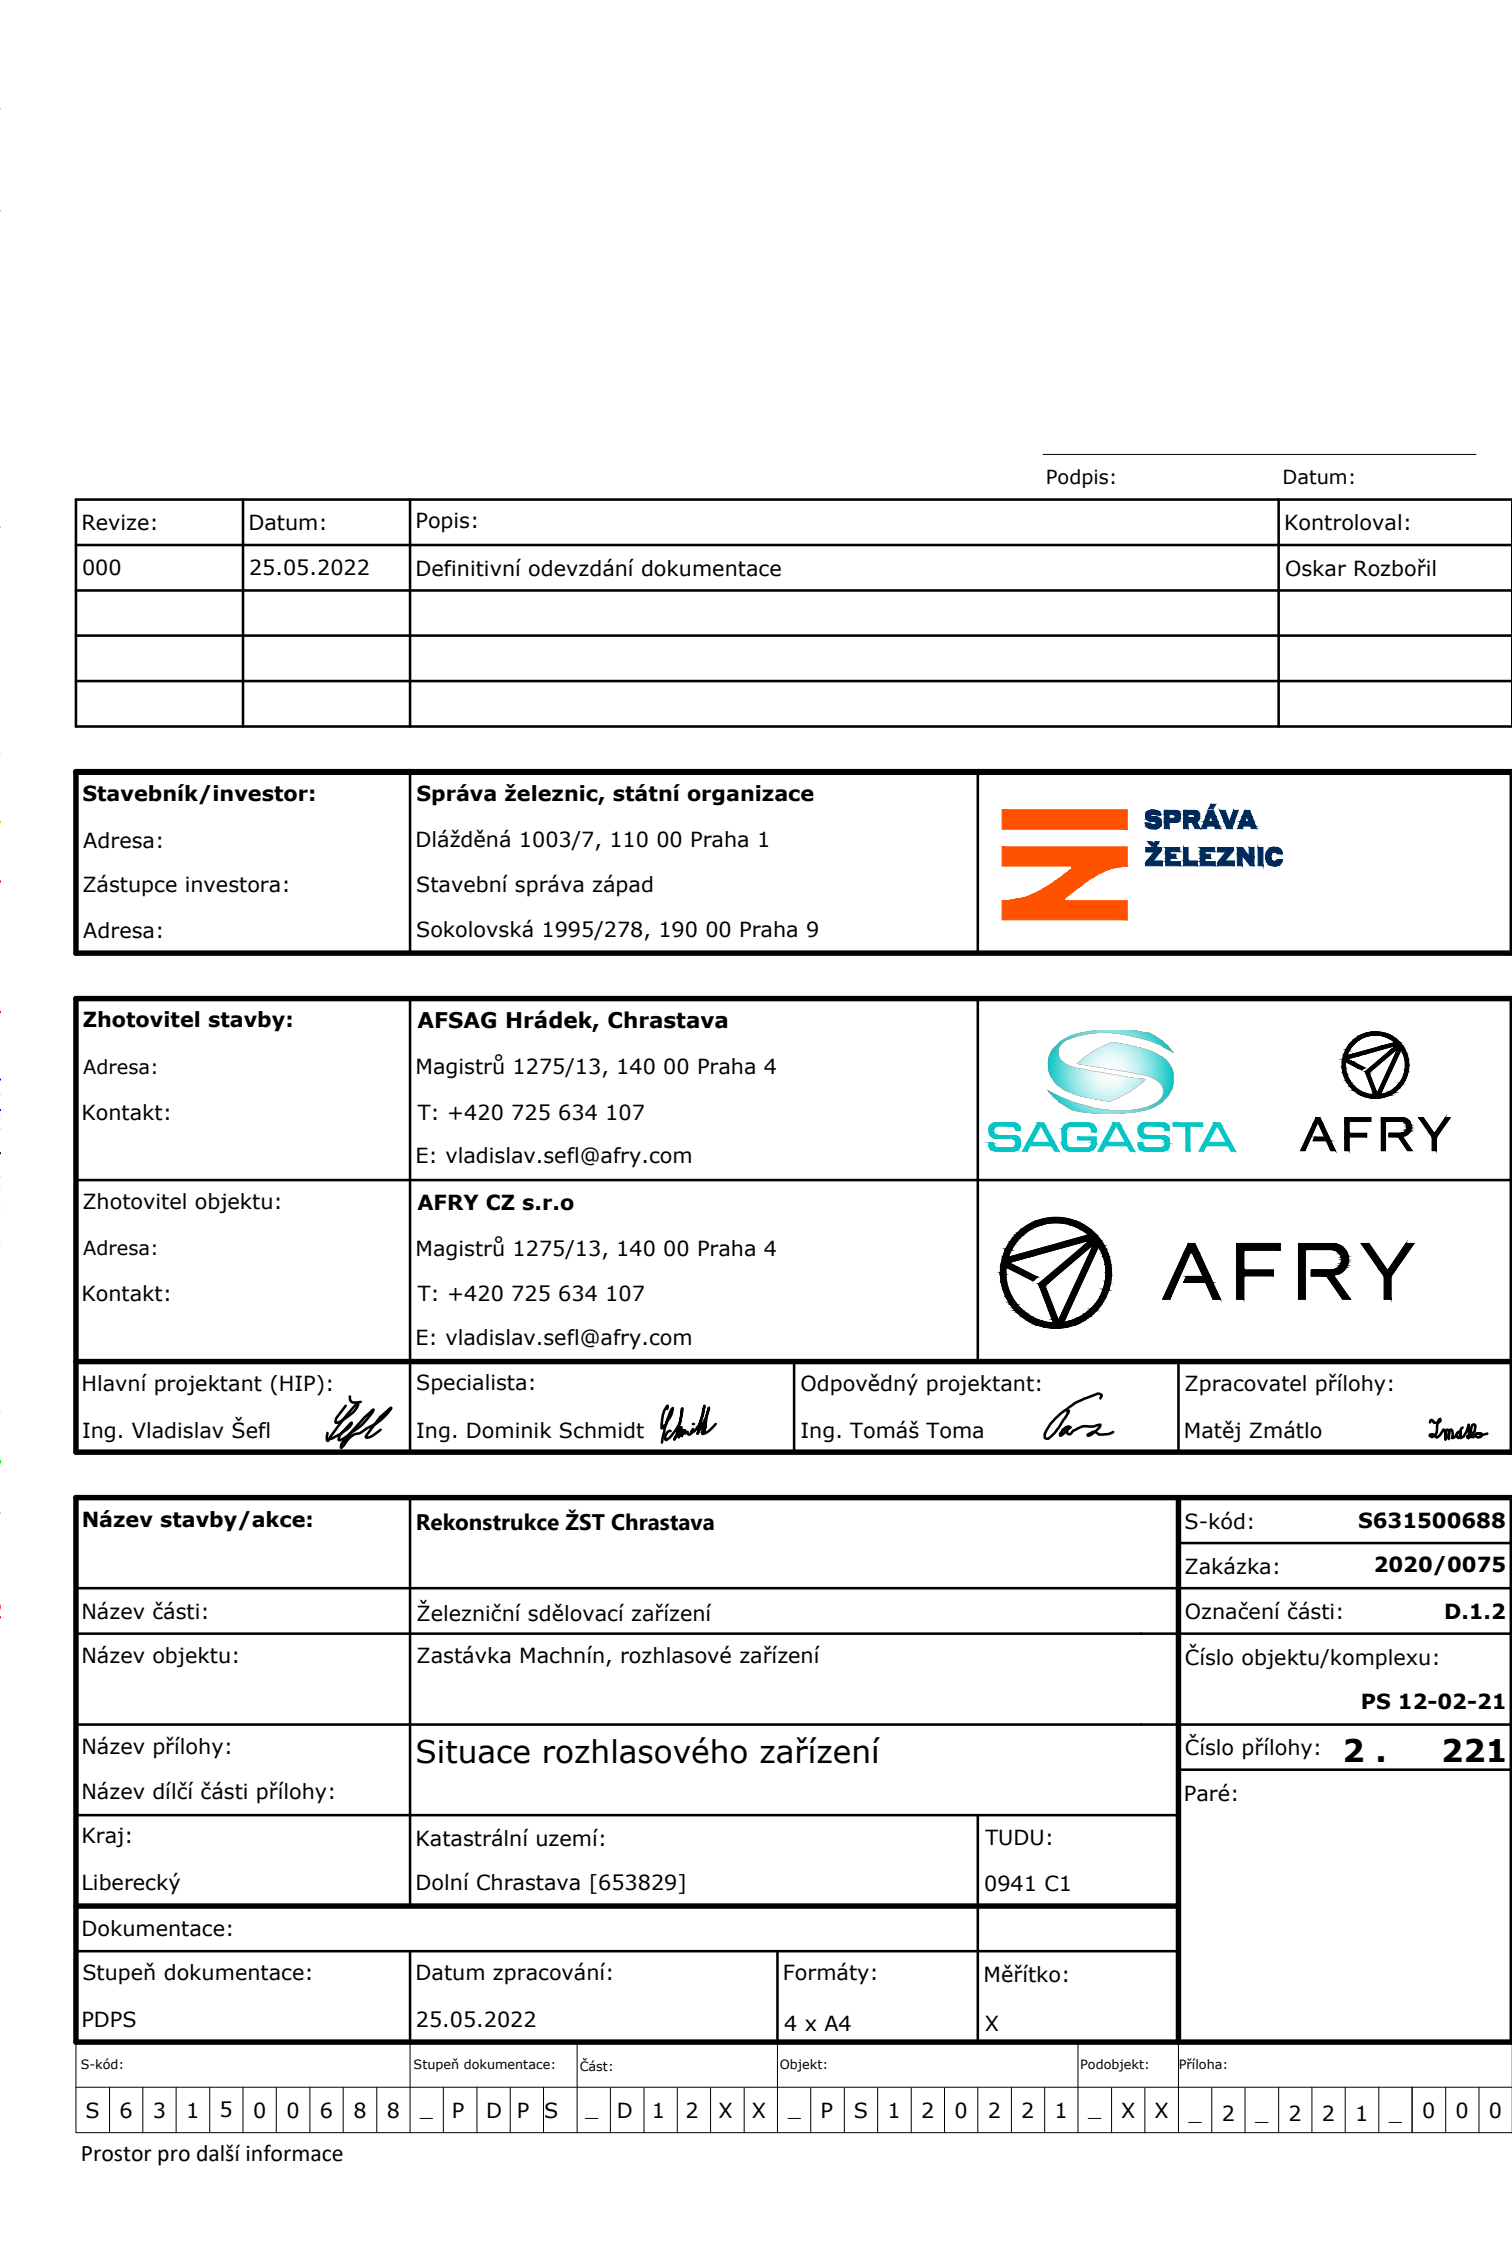 Podpis: Datum:
Revize: Datum: Popis: Kontroloval:
000 25.05.2022 Definitivní odevzdání dokumentace Oskar Rozbořil
Stavebník/investor: Správa železnic, státní organizace
Adresa: Dlážděná 1003/7, 110 00 Praha 1
Zástupce investora: Stavební správa západ
Adresa: Sokolovská 1995/278, 190 00 Praha 9
SPRÁVA
ŽELEZNIC
Zhotovitel stavby: AFSAG Hrádek, Chrastava
Adresa: Magistrů 1275/13, 140 00 Praha 4
Kontakt: T: +420 725 634 107
E: vladislav.sefl@afry.com
SAGASTA AFRY
Zhotovitel objektu: AFRY CZ s.r.o
Adresa: Magistrů 1275/13, 140 00 Praha 4
Kontakt: T: +420 725 634 107
E: vladislav.sefl@afry.com
AFRY
Hlavní projektant (HIP): Specialista: Odpovědný projektant: Zpracovatel přílohy:
Ing. Vladislav Šefl Ing. Dominik Schmidt Ing. Tomáš Toma Matěj Zmátlo
Název stavby/akce: Rekonstrukce ŽST Chrastava S-kód: S631500688
Zakázka: 2020/0075
Název části: Železniční sdělovací zařízení Označení části: D.1.2
Název objektu: Zastávka Machnín, rozhlasové zařízení Číslo objektu/komplexu:
PS 12-02-21
Název přílohy: Situace rozhlasového zařízení Číslo přílohy: 2 . 221
Název dílčí části přílohy: Paré:
Kraj: Katastrální uzemí: TUDU:
Liberecký Dolní Chrastava [653829] 0941 C1
Dokumentace:
Stupeň dokumentace: Datum zpracování: Formáty: Měřítko:
PDPS 25.05.2022 4 x A4 X
S-kód: Stupeň dokumentace: Část: Objekt: Podobjekt: Příloha:
S 6 3 1 5 0 0 6 8 8 _ P D P S _ D 1 2 X X _ P S 1 2 0 2 2 1 _ X X _ 2 _ 2 2 1 _ 0 0 0
Prostor pro další informace